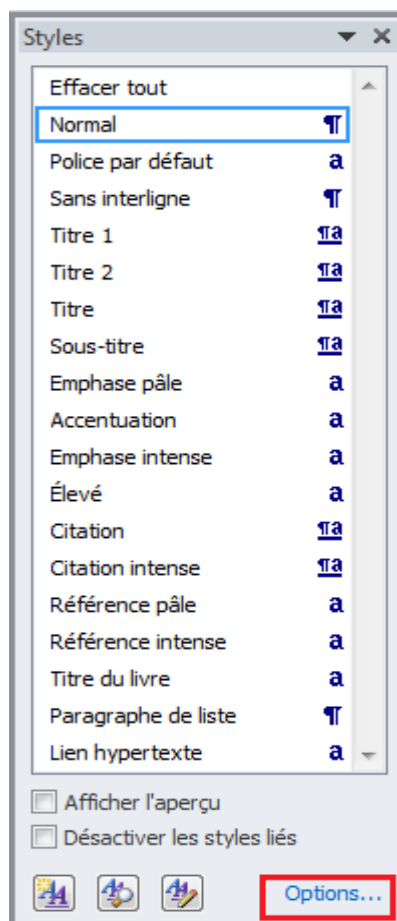 Styles
Effacer tout
Normal ¶
Police par défaut a
Sans interligne ¶
Titre 1 ¶a
Titre 2 ¶a
Titre ¶a
Sous-titre ¶a
Emphase pâle a
Accentuation a
Emphase intense a
Élevé a
Citation ¶a
Citation intense ¶a
Référence pâle a
Référence intense a
Titre du livre a
Paragraphe de liste ¶
Lien hypertexte a
Afficher l'aperçu
Désactiver les styles liés
Options...